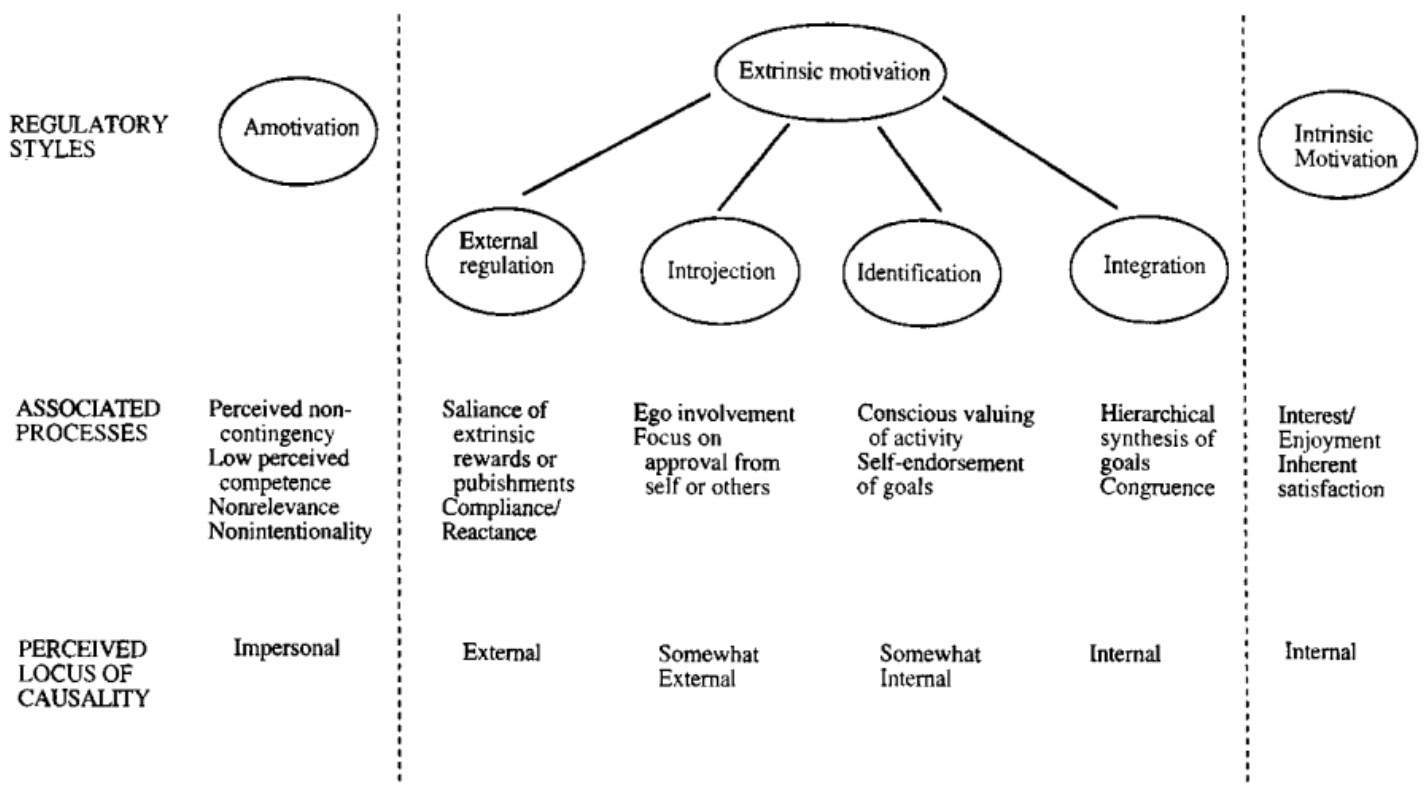 Extrinsic motivation
REGULATORY
STYLES
Amotivation
Intrinsic
Motivation
External
regulation
Introjection
Identification
Integration
ASSOCIATED
PROCESSES
Perceived non-
contingency
Low perceived
competence
Nonrelevance
Nonintentionality
Saliance of
extrinsic
rewards or
pubishments
Compliance/
Reactance
Ego involvement
Focus on
approval from
self or others
Conscious valuing
of activity
Self-endorsement
of goals
Hierarchical
synthesis of
goals
Congruence
Interest/
Enjoyment
Inherent
satisfaction
PERCEIVED
LOCUS OF
CAUSALITY
Impersonal
External
Somewhat
External
Somewhat
Internal
Internal
Internal